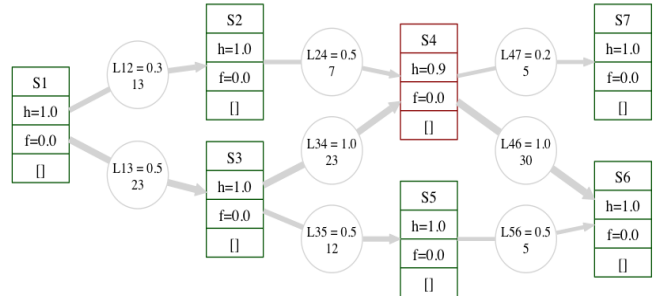 S1
h=1.0
f=0.0
[]
L12 = 0.3
13
L13 = 0.5
23
S2
h=1.0
f=0.0
[]
S3
h=1.0
f=0.0
[]
L24 = 0.5
7
L34 = 1.0
23
L35 = 0.5
12
S4
h=0.9
f=0.0
[]
S5
h=1.0
f=0.0
[]
L47 = 0.2
5
L46 = 1.0
30
L56 = 0.5
5
S7
h=1.0
f=0.0
[]
S6
h=1.0
f=0.0
[]